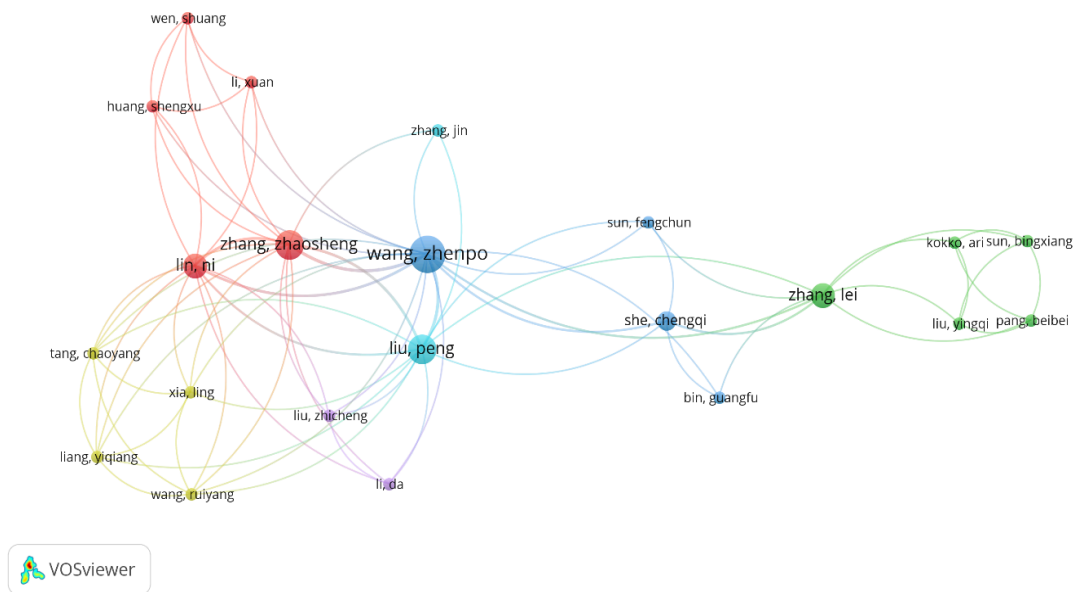 wen, shuang
li, xuan
huang, shengxu
zhang, jin
sun, fengchun
zhang, zhaosheng
wang, zhenpo
kokko, ari
sun, bingxiang
lin, ni
zhang, lei
she, chengqi
liu, yingqi
pang, beibei
liu, peng
tang, chaoyang
xia, ling
bin, guangfu
liu, zhicheng
liang, yiqiang
li, da
wang, ruiyang
VOSviewer